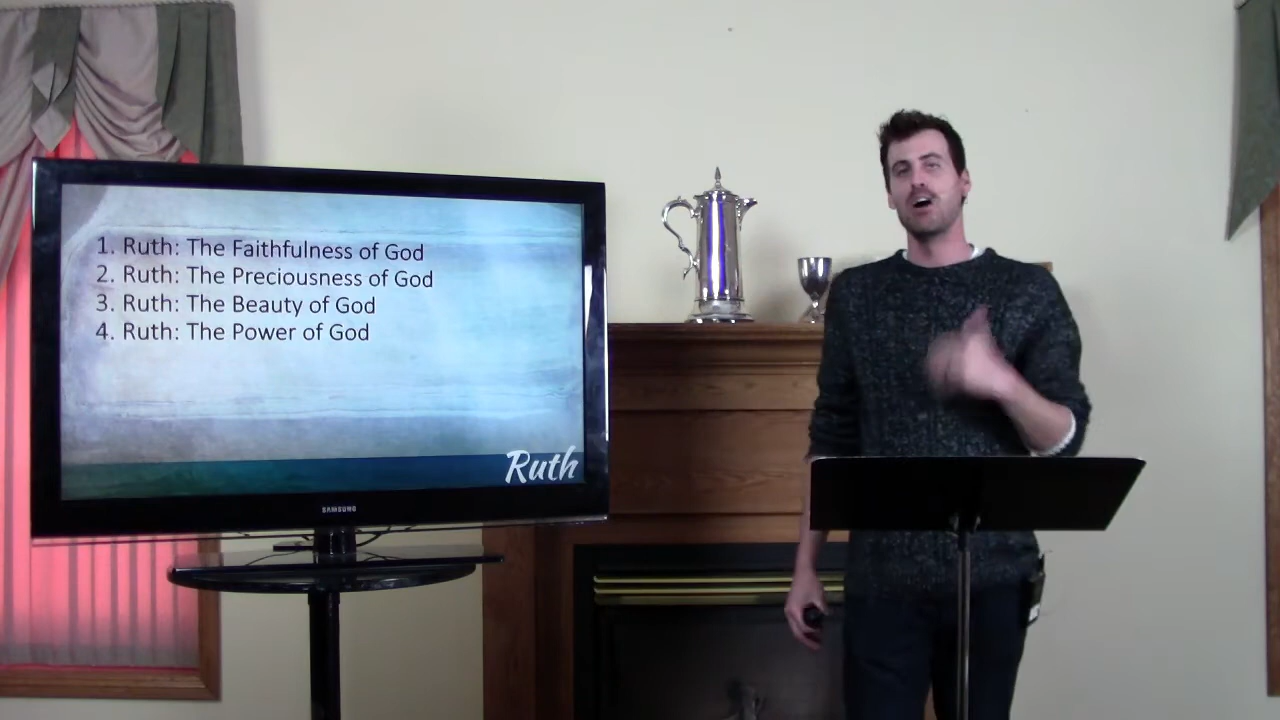 1. Ruth: The Faithfulness of God
2. Ruth: The Preciousness of God
3. Ruth: The Beauty of God
4. Ruth: The Power of God
Ruth
SAMSUNG